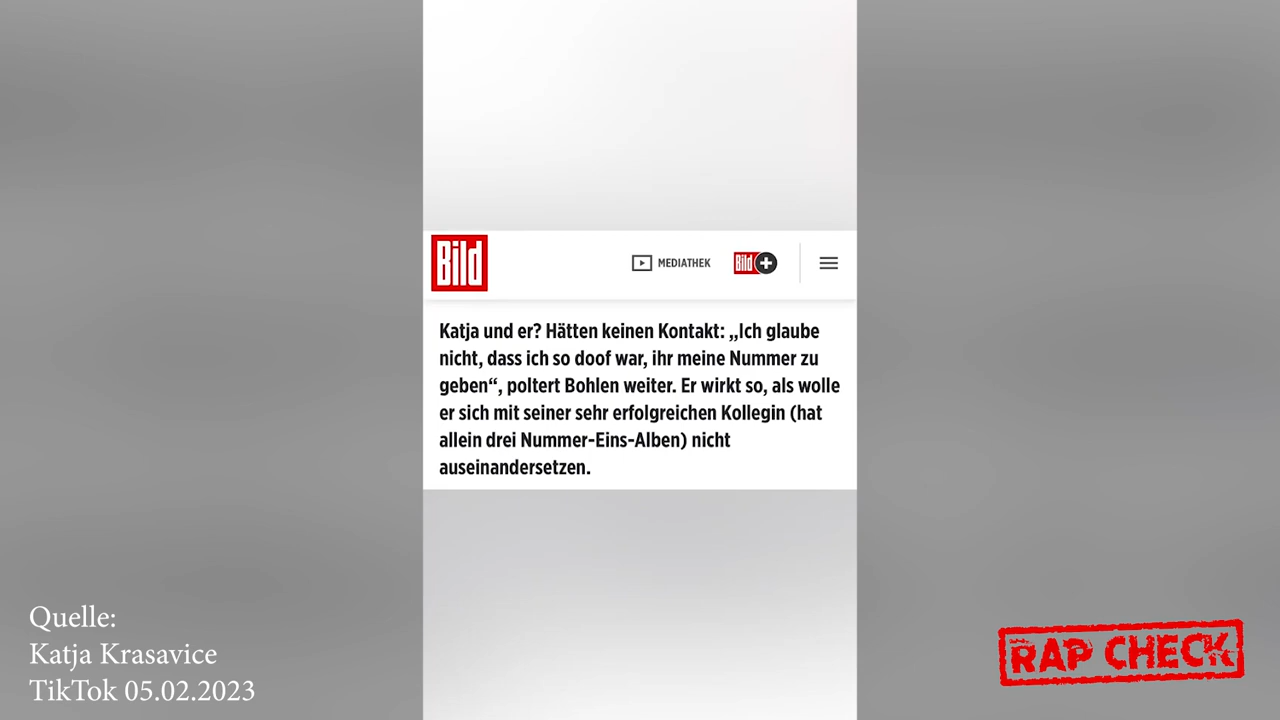 Bild
MEDIATHEK
Bild+
Katja und er? Hätten keinen Kontakt: „Ich glaube
nicht, dass ich so doof war, ihr meine Nummer zu
geben“, poltert Bohlen weiter. Er wirkt so, als wolle
er sich mit seiner sehr erfolgreichen Kollegin (hat
allein drei Nummer-Eins-Alben) nicht
auseinandersetzen.
Quelle:
Katja Krasavice
TikTok 05.02.2023
RAP CHECK